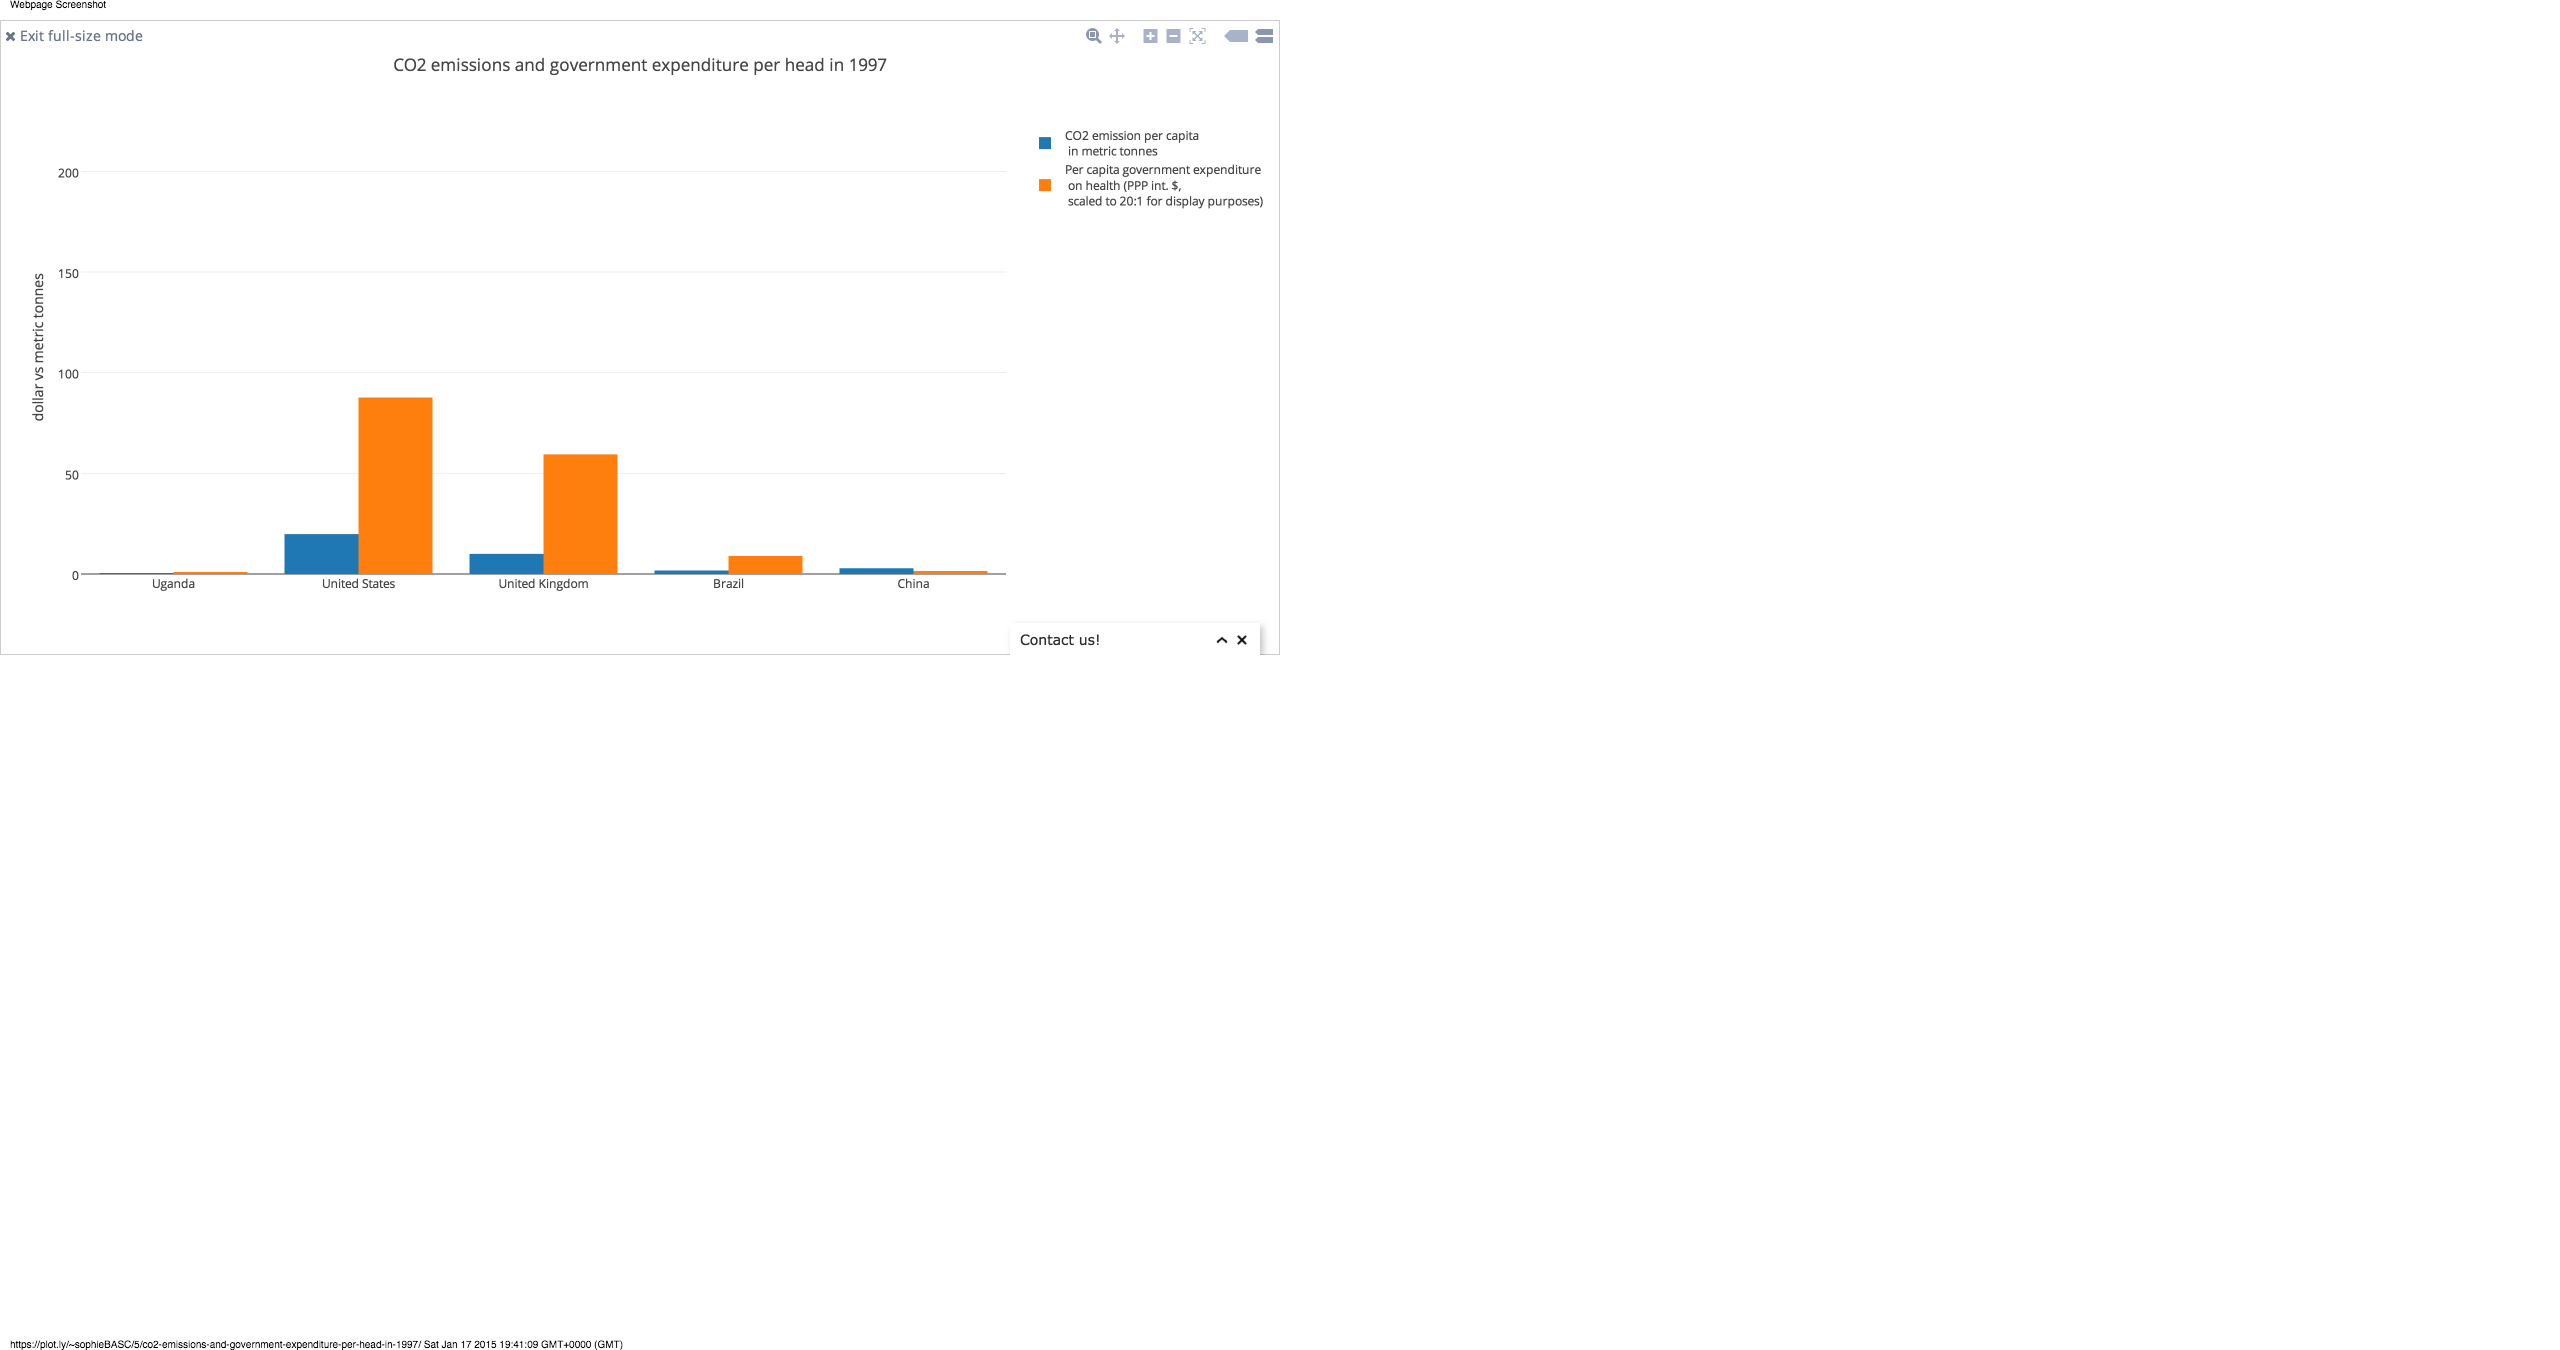 Webpage Screenshot
Exit full-size mode
CO2 emissions and government expenditure per head in 1997
CO2 emission per capita
in metric tonnes
Per capita government expenditure
on health (PPP int. $,
scaled to 20:1 for display purposes)
dollar vs metric tonnes
200
150
100
50
0
Uganda
United States
United Kingdom
Brazil
China
Contact us!
https://plot.ly/~sophieBASC/5/co2-emissions-and-government-expenditure-per-head-in-1997/ Sat Jan 17 2015 19:41:09 GMT+0000 (GMT)